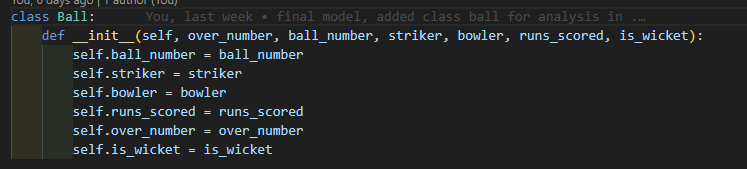 You, 6 days ago | 1 author (You)
class Ball:    You, last week • final model, added class ball for analysis in ...
    def __init__(self, over_number, ball_number, striker, bowler, runs_scored, is_wicket):
        self.ball_number = ball_number
        self.striker = striker
        self.bowler = bowler
        self.runs_scored = runs_scored
        self.over_number = over_number
        self.is_wicket = is_wicket